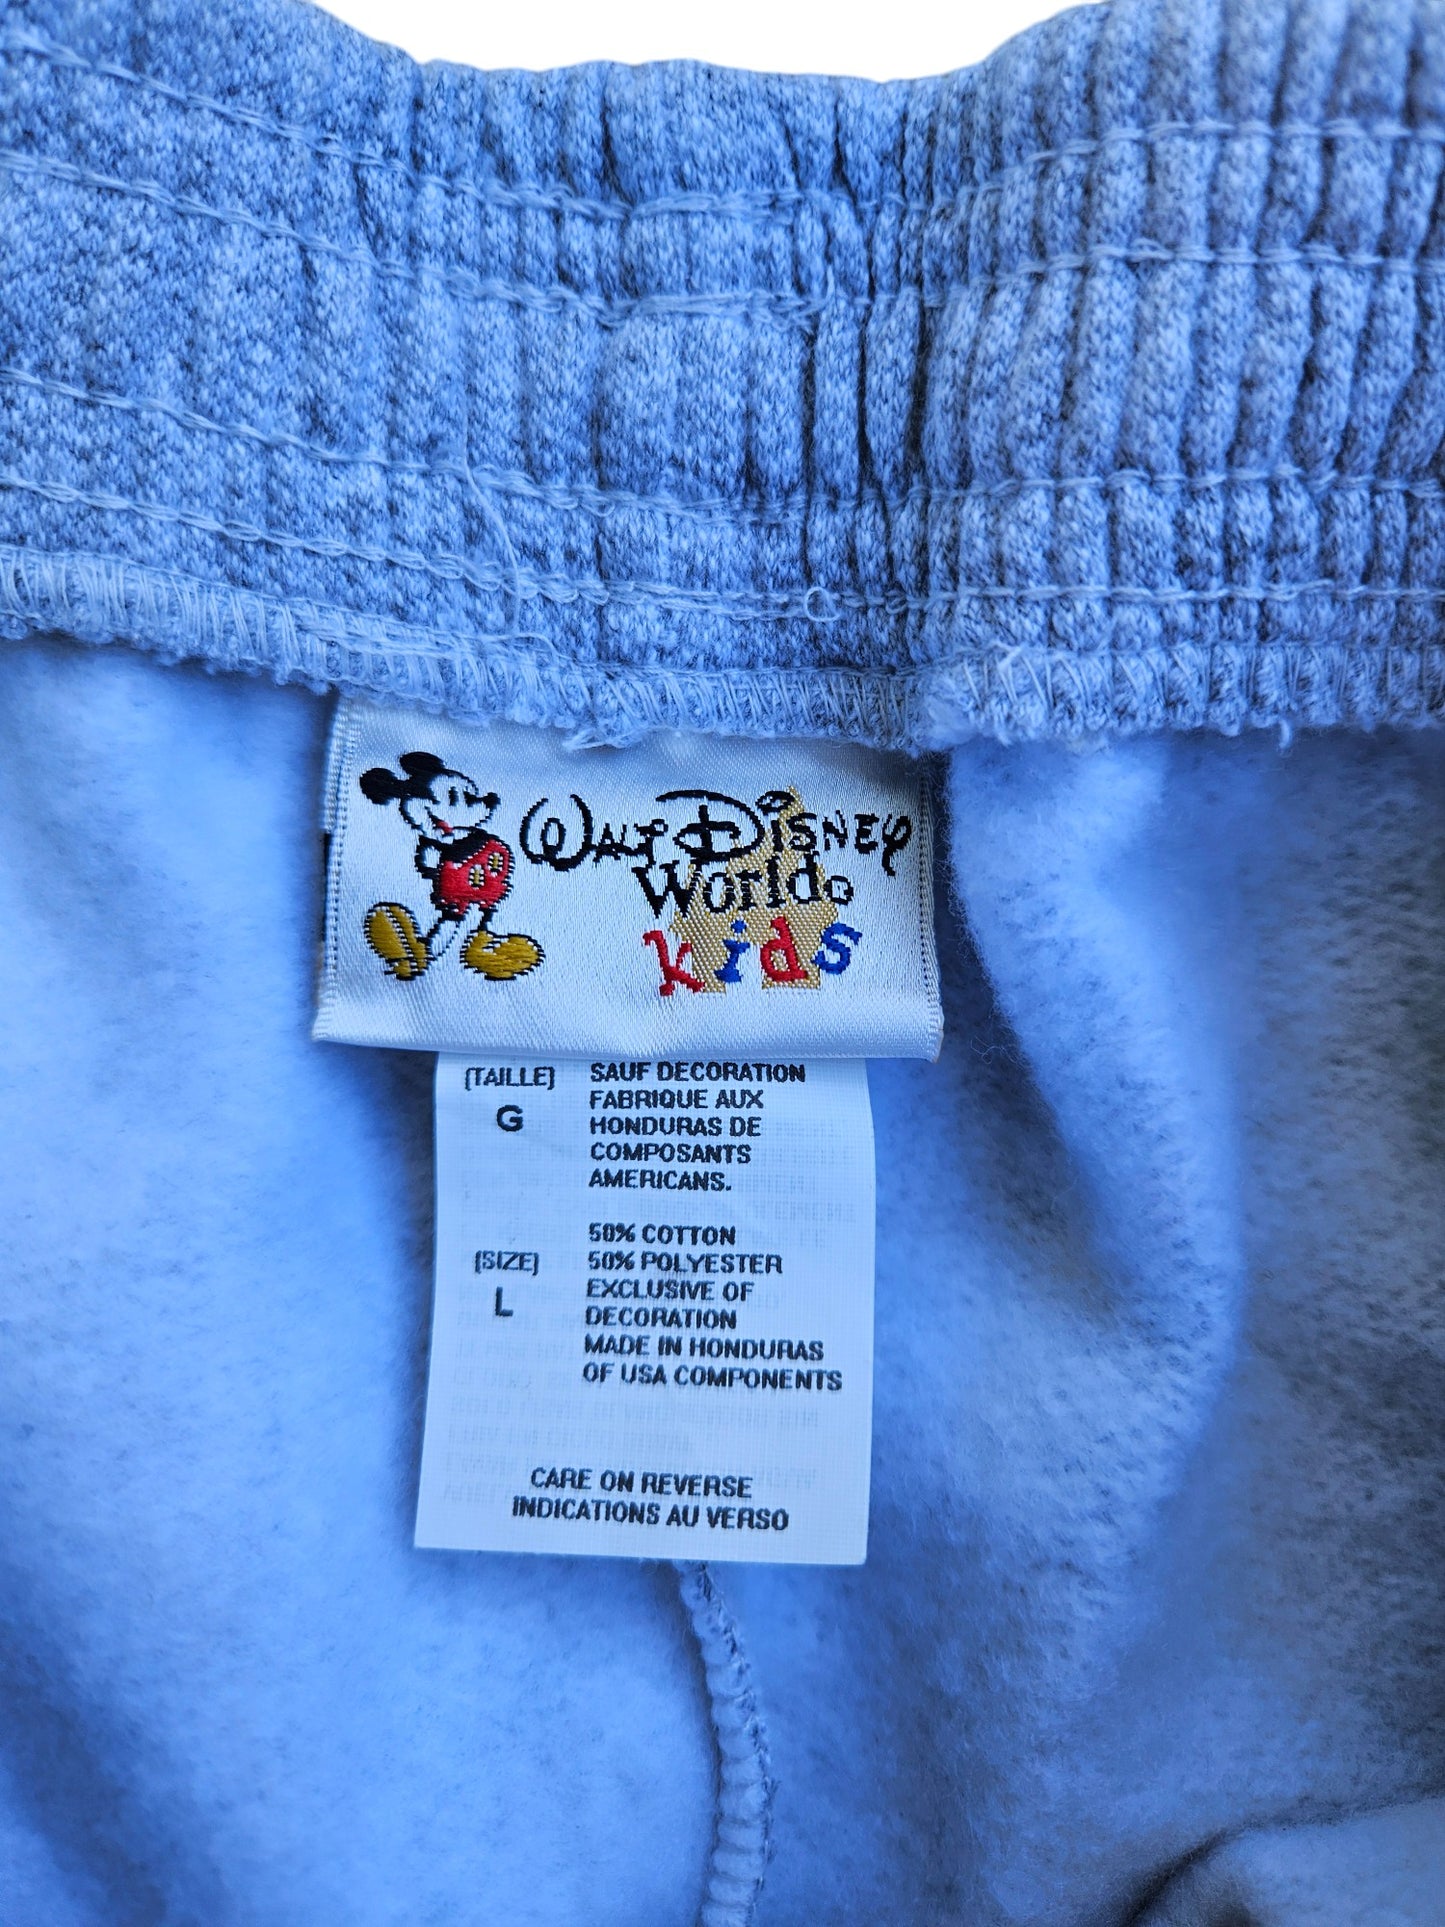 Walt Disney
World®
kids
(TAILLE)
G
SAUF DECORATION
FABRIQUE AUX
HONDURAS DE
COMPOSANTS
AMERICANS.
(SIZE)
L
50% COTTON
50% POLYESTER
EXCLUSIVE OF
DECORATION
MADE IN HONDURAS
OF USA COMPONENTS
CARE ON REVERSE
INDICATIONS AU VERSO